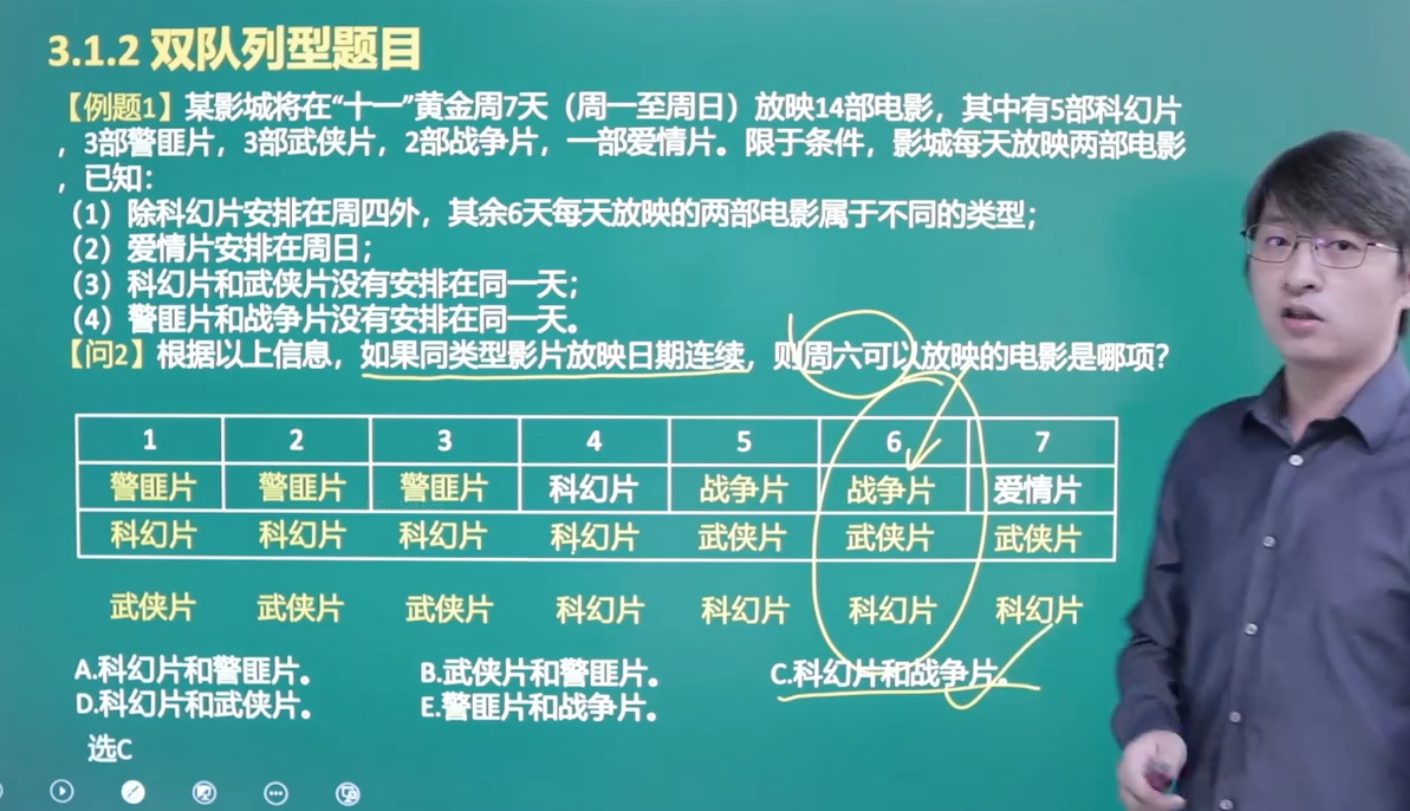 3.1.2 双队列型题目
【例题1】某影城将在“十一”黄金周7天（周一至周日）放映14部电影，其中有5部科幻片
，3部警匪片，3部武侠片，2部战争片，一部爱情片。限于条件，影城每天放映两部电影
，已知：
（1）除科幻片安排在周四外，其余6天每天放映的两部电影属于不同的类型；
（2）爱情片安排在周日；
（3）科幻片和武侠片没有安排在同一天；
（4）警匪片和战争片没有安排在同一天。
【问2】根据以上信息，如果同类型影片放映日期连续，则周六可以放映的电影是哪项？
1 2 3 4 5 6 7
警匪片 警匪片 警匪片 科幻片 战争片 战争片 爱情片
科幻片 科幻片 科幻片 科幻片 武侠片 武侠片 武侠片
武侠片 武侠片 武侠片 科幻片 科幻片 科幻片 科幻片
A.科幻片和警匪片。 B.武侠片和警匪片。 C.科幻片和战争片。
D.科幻片和武侠片。 E.警匪片和战争片。
选C